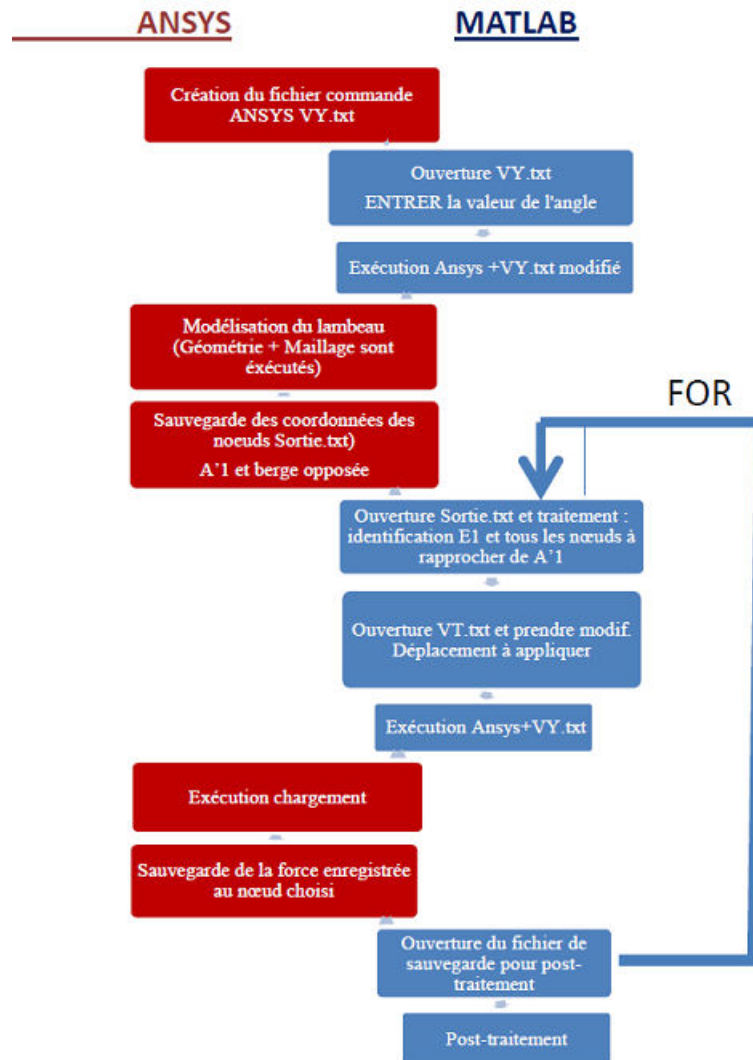 ANSYS
MATLAB
Création du fichier commande
ANSYS VY.txt
Ouverture VY.txt
ENTRER la valeur de l'angle
Exécution Ansys +VY.txt modifié
Modélisation du lambeau
(Géométrie + Maillage sont
éxécutés)
FOR
Sauvegarde des coordonnées des
noeuds Sortie.txt)
A'1 et berge opposée
Ouverture Sortie.txt et traitement :
identification E1 et tous les nœuds à
rapprocher de A'1
Ouverture VT.txt et prendre modif.
Déplacement à appliquer
Exécution Ansys+VY.txt
Exécution chargement
Sauvegarde de la force enregistrée
au nœud choisi
Ouverture du fichier de
sauvegarde pour post-
traitement
Post-traitement